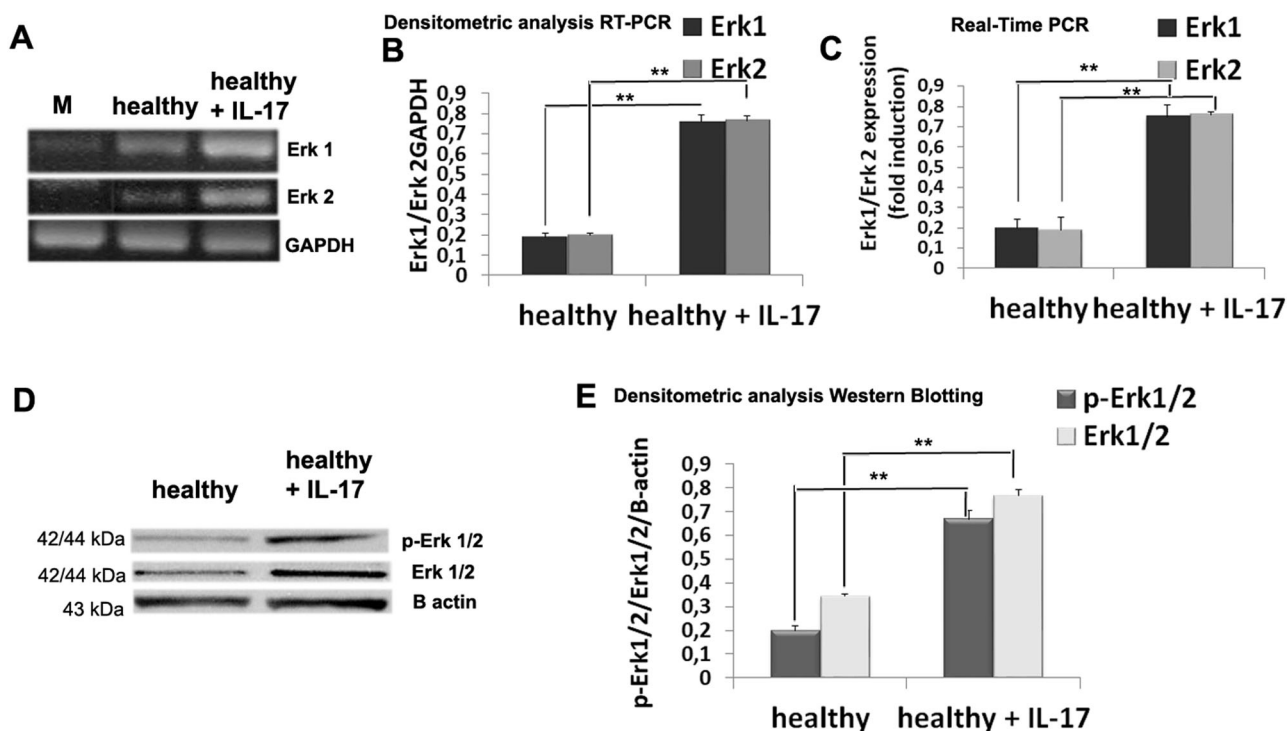 A
M
healthy
healthy
+ IL-17
Erk 1
Erk 2
GAPDH
B
Densitometric analysis RT-PCR
Erk1
Erk2
**
**
Erk1/Erk 2GAPDH
0,9
0,8
0,7
0,6
0,5
0,4
0,3
0,2
0,1
0
healthy
healthy + IL-17
C
Real-Time PCR
Erk1
Erk2
**
**
Erk1/Erk 2 expression
(fold induction)
0,9
0,8
0,7
0,6
0,5
0,4
0,3
0,2
0,1
0
healthy
healthy + IL-17
D
healthy
healthy
+ IL-17
42/44 kDa
p-Erk 1/2
42/44 kDa
Erk 1/2
43 kDa
B actin
E
Densitometric analysis Western Blotting
p-Erk1/2
Erk1/2
**
**
p-Erk1/2/Erk1/2/B-actin
0,9
0,8
0,7
0,6
0,5
0,4
0,3
0,2
0,1
0
healthy
healthy + IL-17